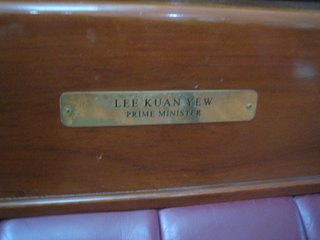 LEE KUAN YEW
PRIME MINISTER